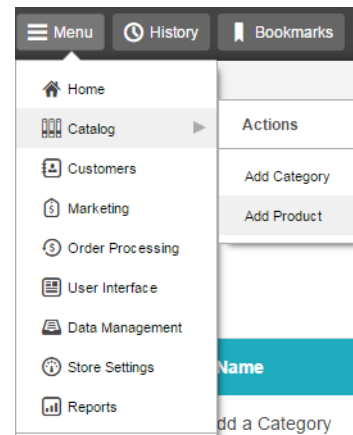 Menu History Bookmarks
Home
Catalog
Customers
Marketing
Order Processing
User Interface
Data Management
Store Settings
Reports
Actions
Add Category
Add Product
Name
dd a Category